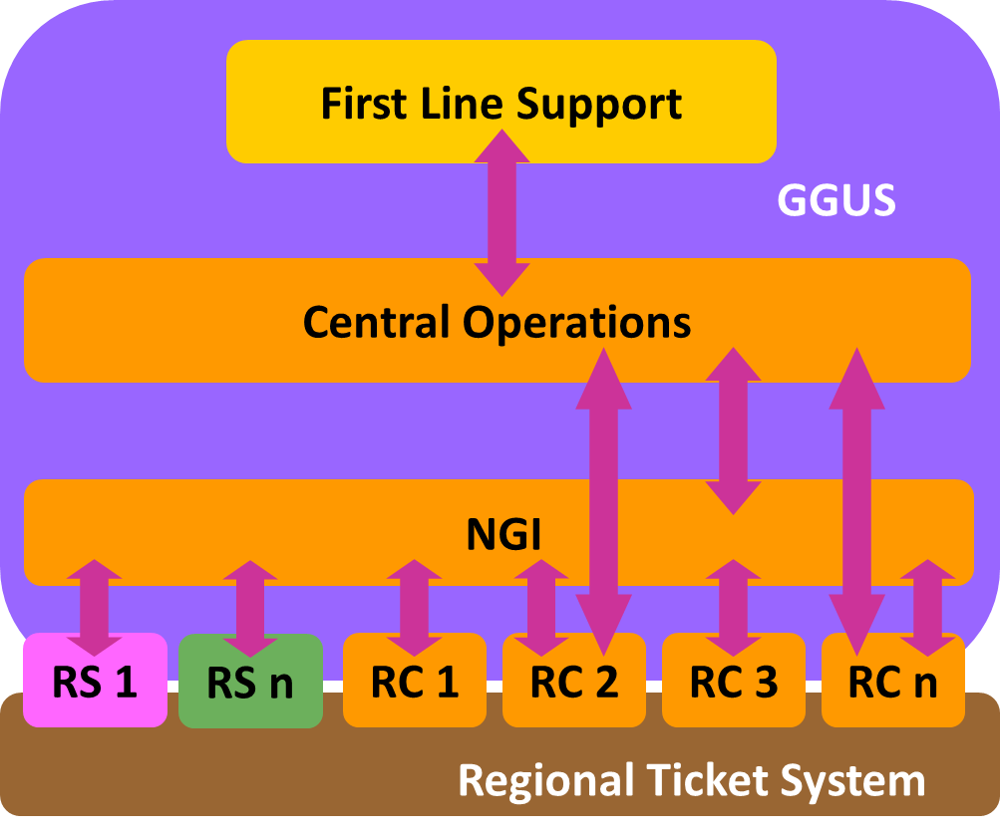 First Line Support
GGUS
Central Operations
NGI
RS 1
RS n
RC 1
RC 2
RC 3
RC n
Regional Ticket System